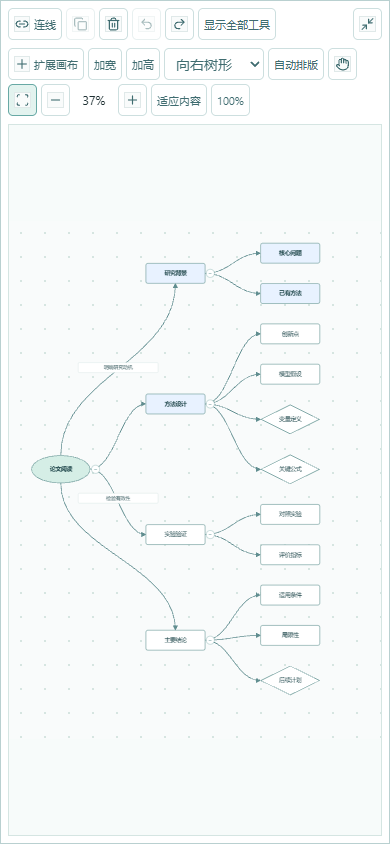 连线
显示全部工具
扩展画布
加宽
加高
向右树形
自动排版
37%
适应内容
100%
核心问题
研究背景
已有方法
创新点
明确研究动机
模型假设
方法设计
变量定义
论文阅读
关键公式
检验有效性
对照实验
实验验证
评价指标
适用条件
主要结论
局限性
后续计划